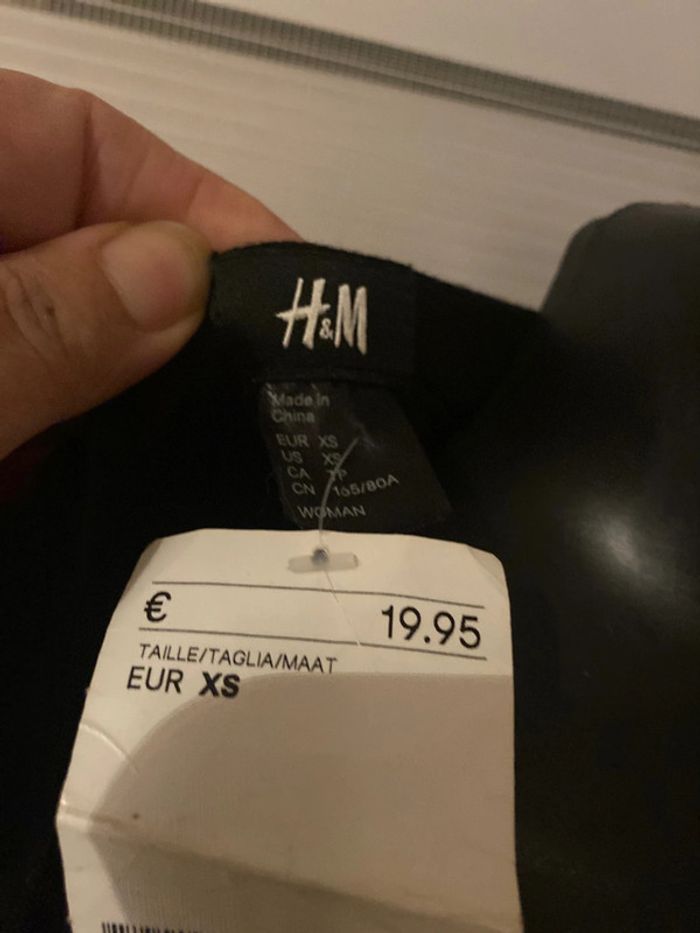 H&M
Made in
China
EUR XS
US XS
CA XP
CN 165/80A
WOMAN
€ 19.95
TAILLE/TAGLIA/MAAT
EUR XS